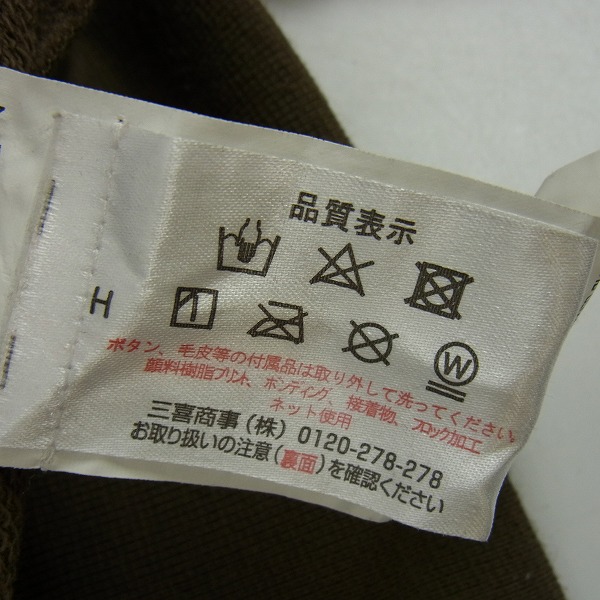 品質表示
H
W
ボタン、毛皮等の付属品は取り外して洗ってください。
顔料樹脂プリント、ボンディング、接着物、フロック加工
ネット使用
三喜商事(株) 0120-278-278
お取り扱いの注意(裏面)を確認ください